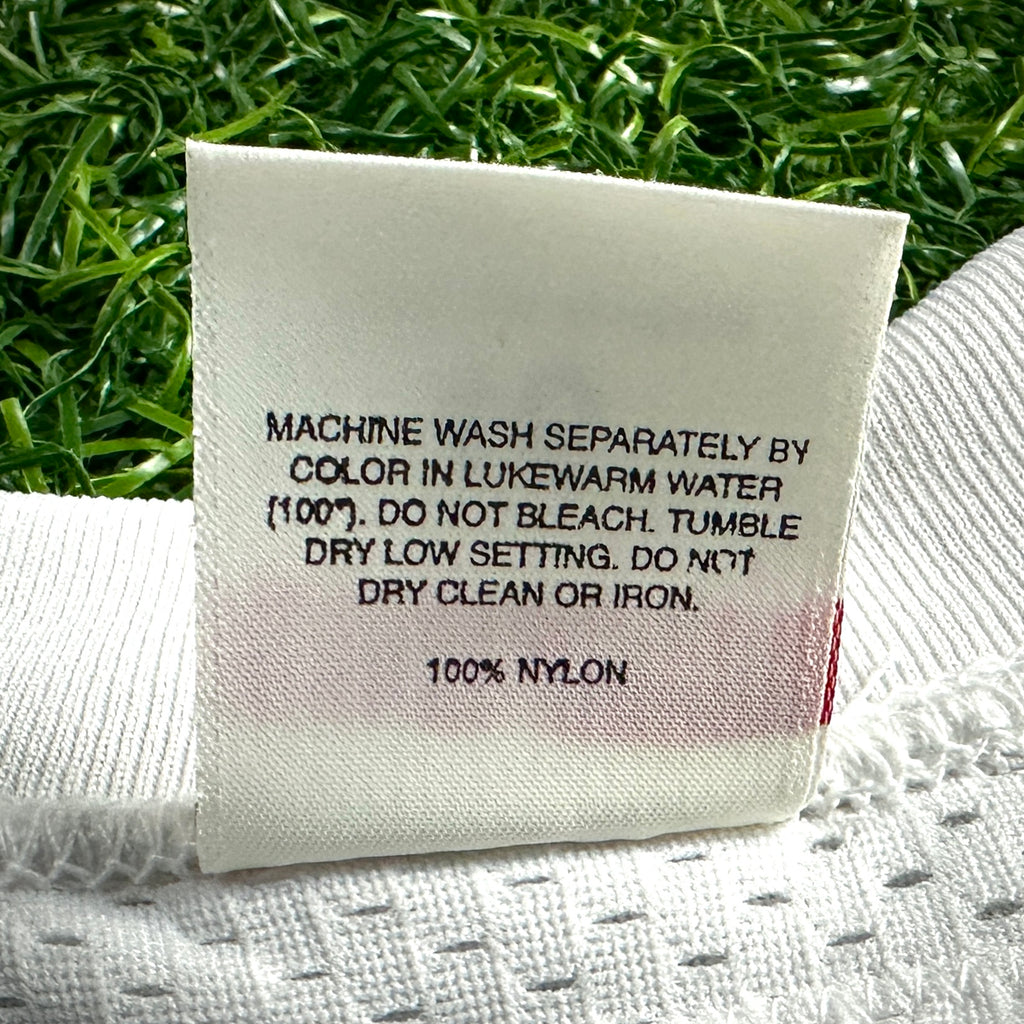 MACHINE WASH SEPARATELY BY
COLOR IN LUKEWARM WATER
(100°). DO NOT BLEACH. TUMBLE
DRY LOW SETTING. DO NOT
DRY CLEAN OR IRON.
100% NYLON